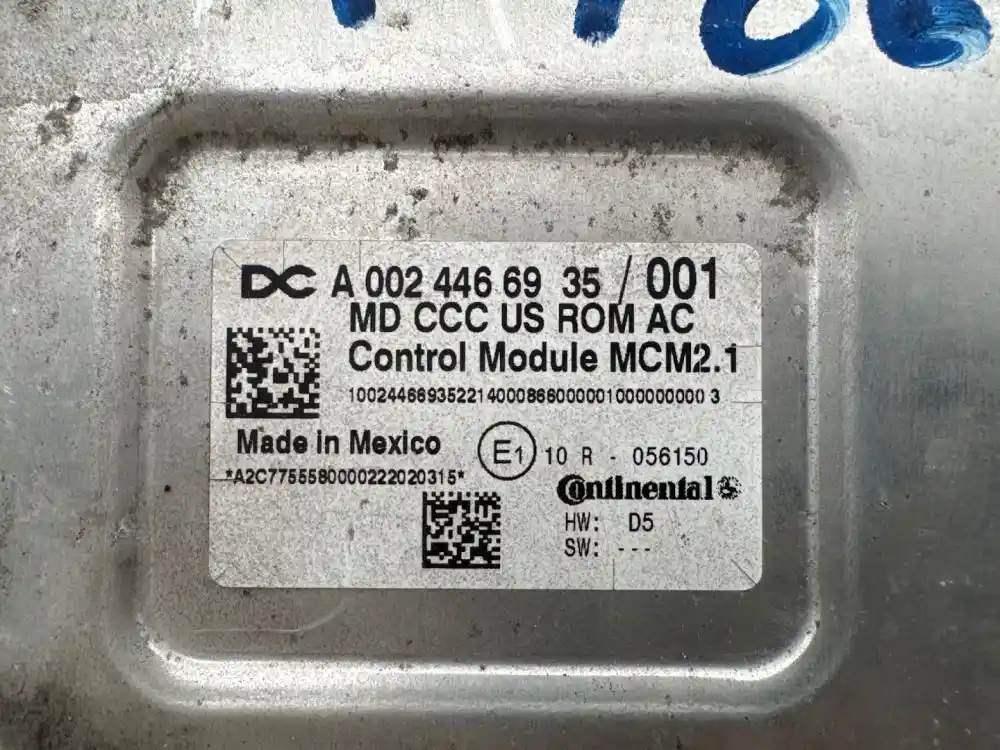 DC A 002 446 69 35 / 001
MD CCC US ROM AC
Control Module MCM2.1
10024466935221400086600000100000000 3
Made in Mexico
E1 10 R - 056150
*A2C7755580000222020315*
Continental
HW: D5
SW: ---